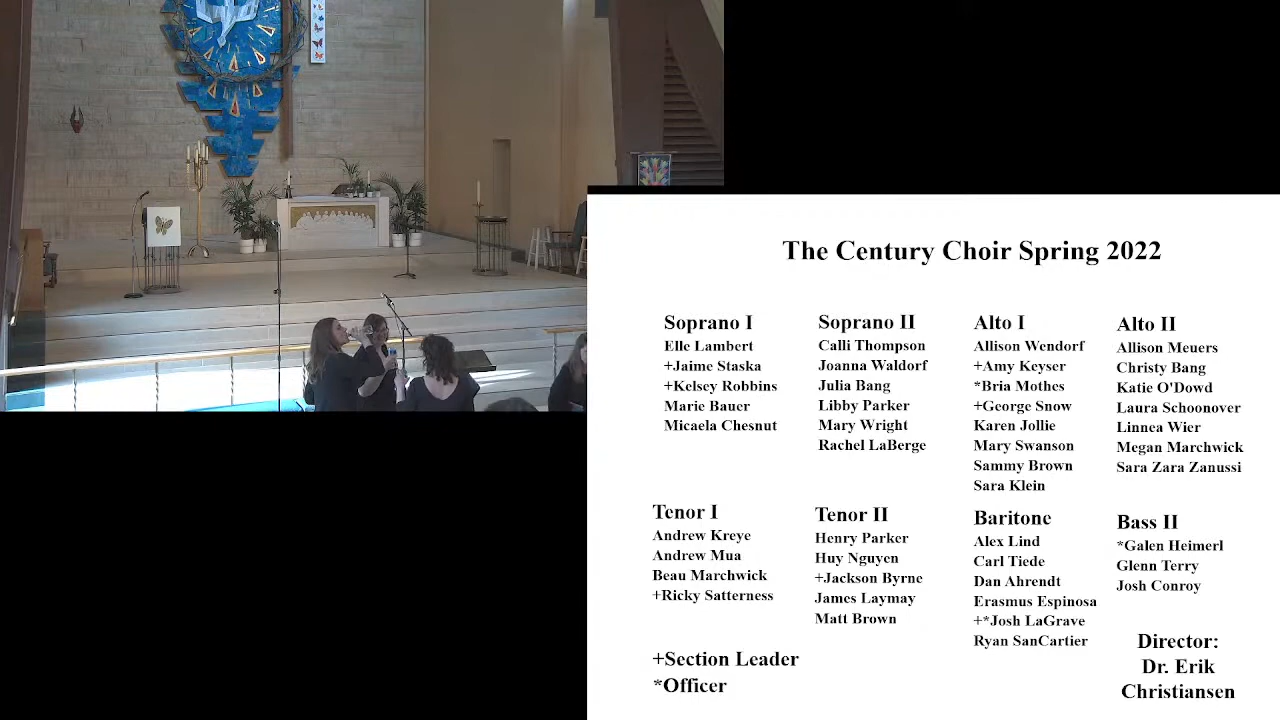 The Century Choir Spring 2022
Soprano I
Elle Lambert
+Jaime Staska
+Kelsey Robbins
Marie Bauer
Micaela Chesnut
Soprano II
Calli Thompson
Joanna Waldorf
Julia Bang
Libby Parker
Mary Wright
Rachel LaBerge
Alto I
Allison Wendorf
+Amy Keyser
*Bria Mothes
+George Snow
Karen Jollie
Mary Swanson
Sammy Brown
Sara Klein
Alto II
Allison Meuers
Christy Bang
Katie O'Dowd
Laura Schoonover
Linnea Wier
Megan Marchwick
Sara Zara Zanussi
Tenor I
Andrew Kreye
Andrew Mua
Beau Marchwick
+Ricky Satterness
Tenor II
Henry Parker
Huy Nguyen
+Jackson Byrne
James Laymay
Matt Brown
Baritone
Alex Lind
Carl Tiede
Dan Ahrendt
Erasmus Espinosa
+*Josh LaGrave
Ryan SanCartier
Bass II
*Galen Heimerl
Glenn Terry
Josh Conroy
+Section Leader
*Officer
Director:
Dr. Erik
Christiansen